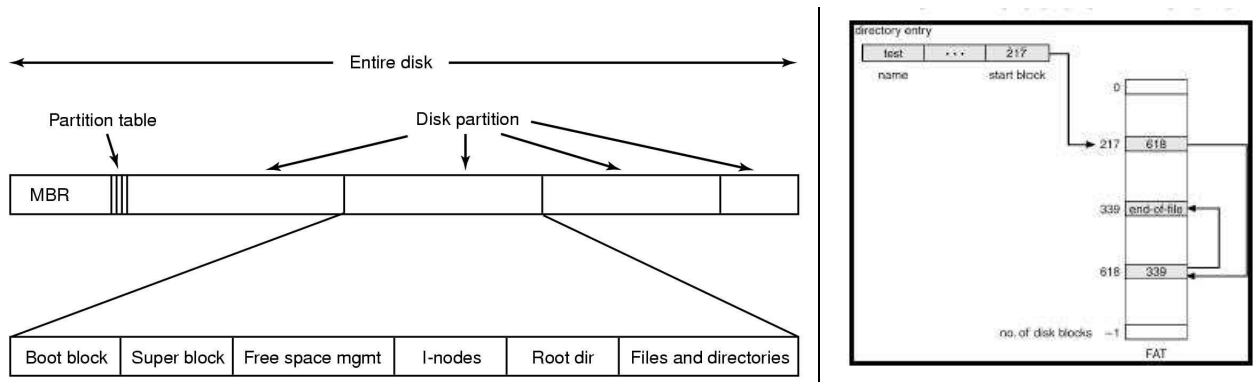 Entire disk
Partition table
Disk partition
MBR
Boot block Super block Free space mgmt I-nodes Root dir Files and directories
directory entry
test ... 217
name start block
0
217 618
339 end-of-file
618 339
no. of disk blocks -1
FAT